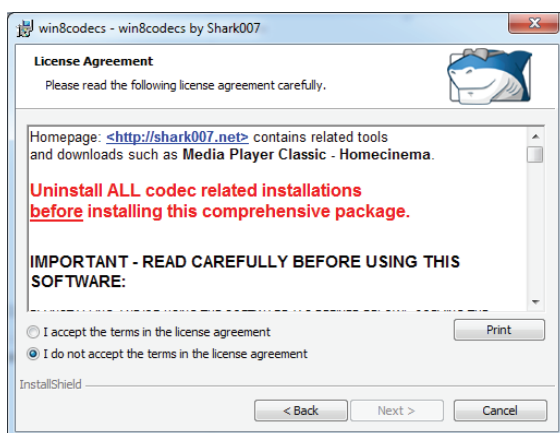 win8codecs - win8codecs by Shark007
License Agreement
Please read the following license agreement carefully.
Homepage: <http://shark007.net> contains related tools
and downloads such as Media Player Classic - Homecinema.
Uninstall ALL codec related installations
before installing this comprehensive package.
IMPORTANT - READ CAREFULLY BEFORE USING THIS
SOFTWARE:
I accept the terms in the license agreement
Print
I do not accept the terms in the license agreement
InstallShield
< Back
Next >
Cancel